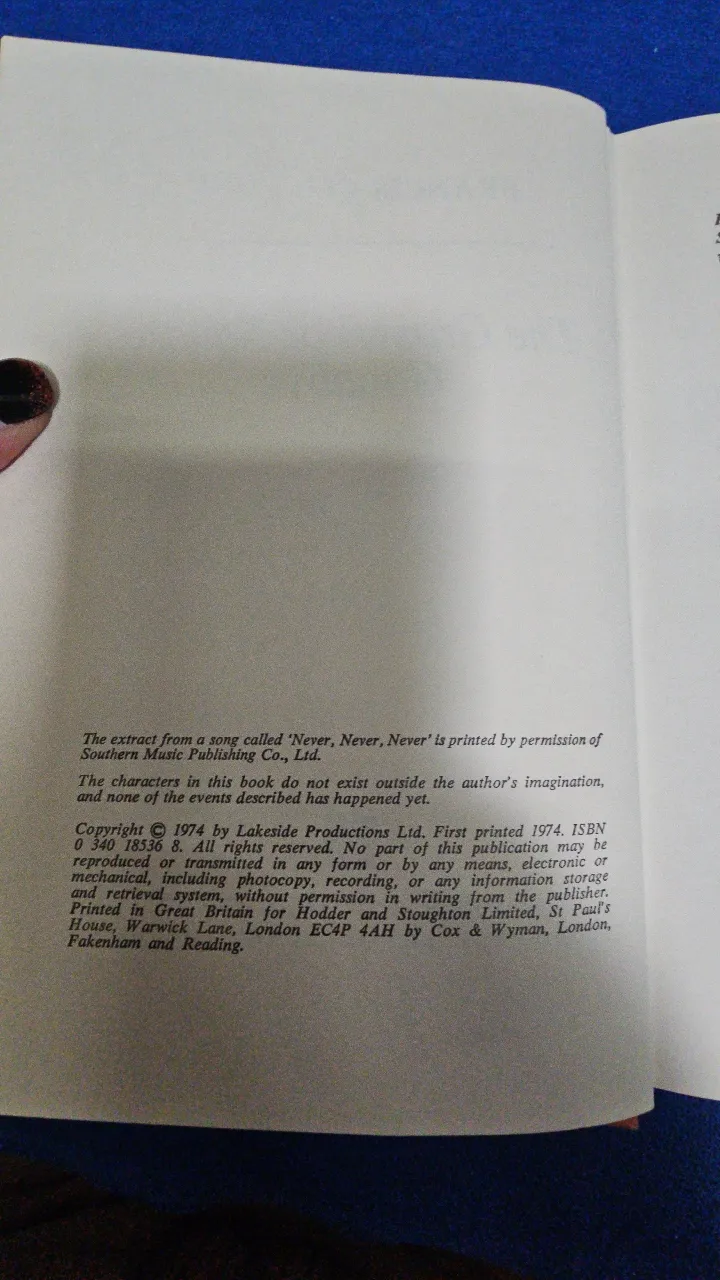 The extract from a song called ‘Never, Never, Never’ is printed by permission of
Southern Music Publishing Co., Ltd.
The characters in this book do not exist outside the author's imagination,
and none of the events described has happened yet.
Copyright © 1974 by Lakeside Productions Ltd. First printed 1974. ISBN
0 340 18536 8. All rights reserved. No part of this publication may be
reproduced or transmitted in any form or by any means, electronic or
mechanical, including photocopy, recording, or any information storage
and retrieval system, without permission in writing from the publisher.
Printed in Great Britain for Hodder and Stoughton Limited, St Paul's
House, Warwick Lane, London EC4P 4AH by Cox & Wyman, London,
Fakenham and Reading.